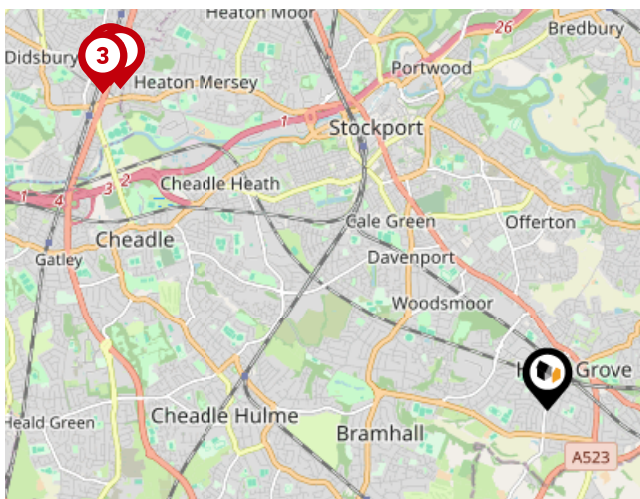 Heaton Moor
26
Bredbury
Didsbury
3
Heaton Mersey
Portwood
1
Stockport
1
4
3
2
Cheadle Heath
Cale Green
Offerton
Cheadle
Gatley
Davenport
Woodsmoor
H Grove
Heald Green
Cheadle Hulme
Bramhall
A523